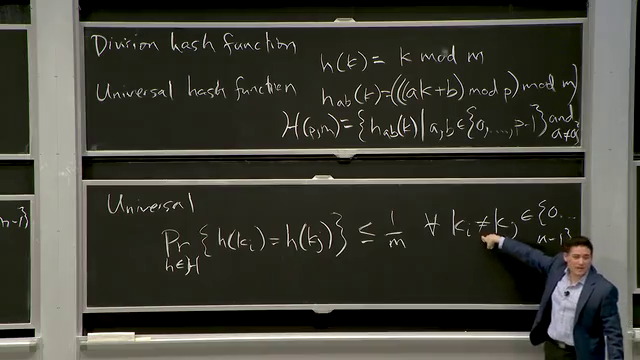 Division hash function
h(k) = k mod m
Universal hash function
h_ab(k) = (((ak+b) mod p) mod m)
H(p,m) = {h_ab(k) | a,b ∈ {0,...,p-1} and
a≠0}
n-1}
Universal
Pr {h(k_i) = h(k_j)} ≤ 1/m ∀ k_i ≠ k_j ∈ {0...
h∈H
u-1}